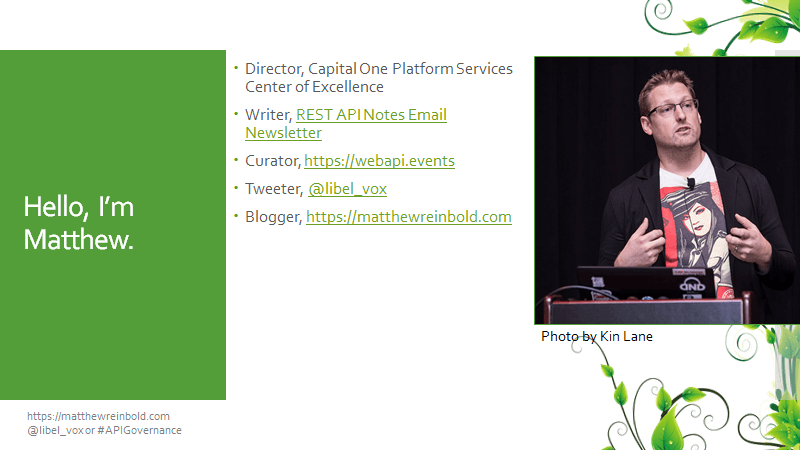 Hello, I'm
Matthew.
• Director, Capital One Platform Services
Center of Excellence
• Writer, REST API Notes Email
Newsletter
• Curator, https://webapi.events
• Tweeter, @libel_vox
• Blogger, https://matthewreinbold.com
Photo by Kin Lane
https://matthewreinbold.com
@libel_vox or #APIGovernance